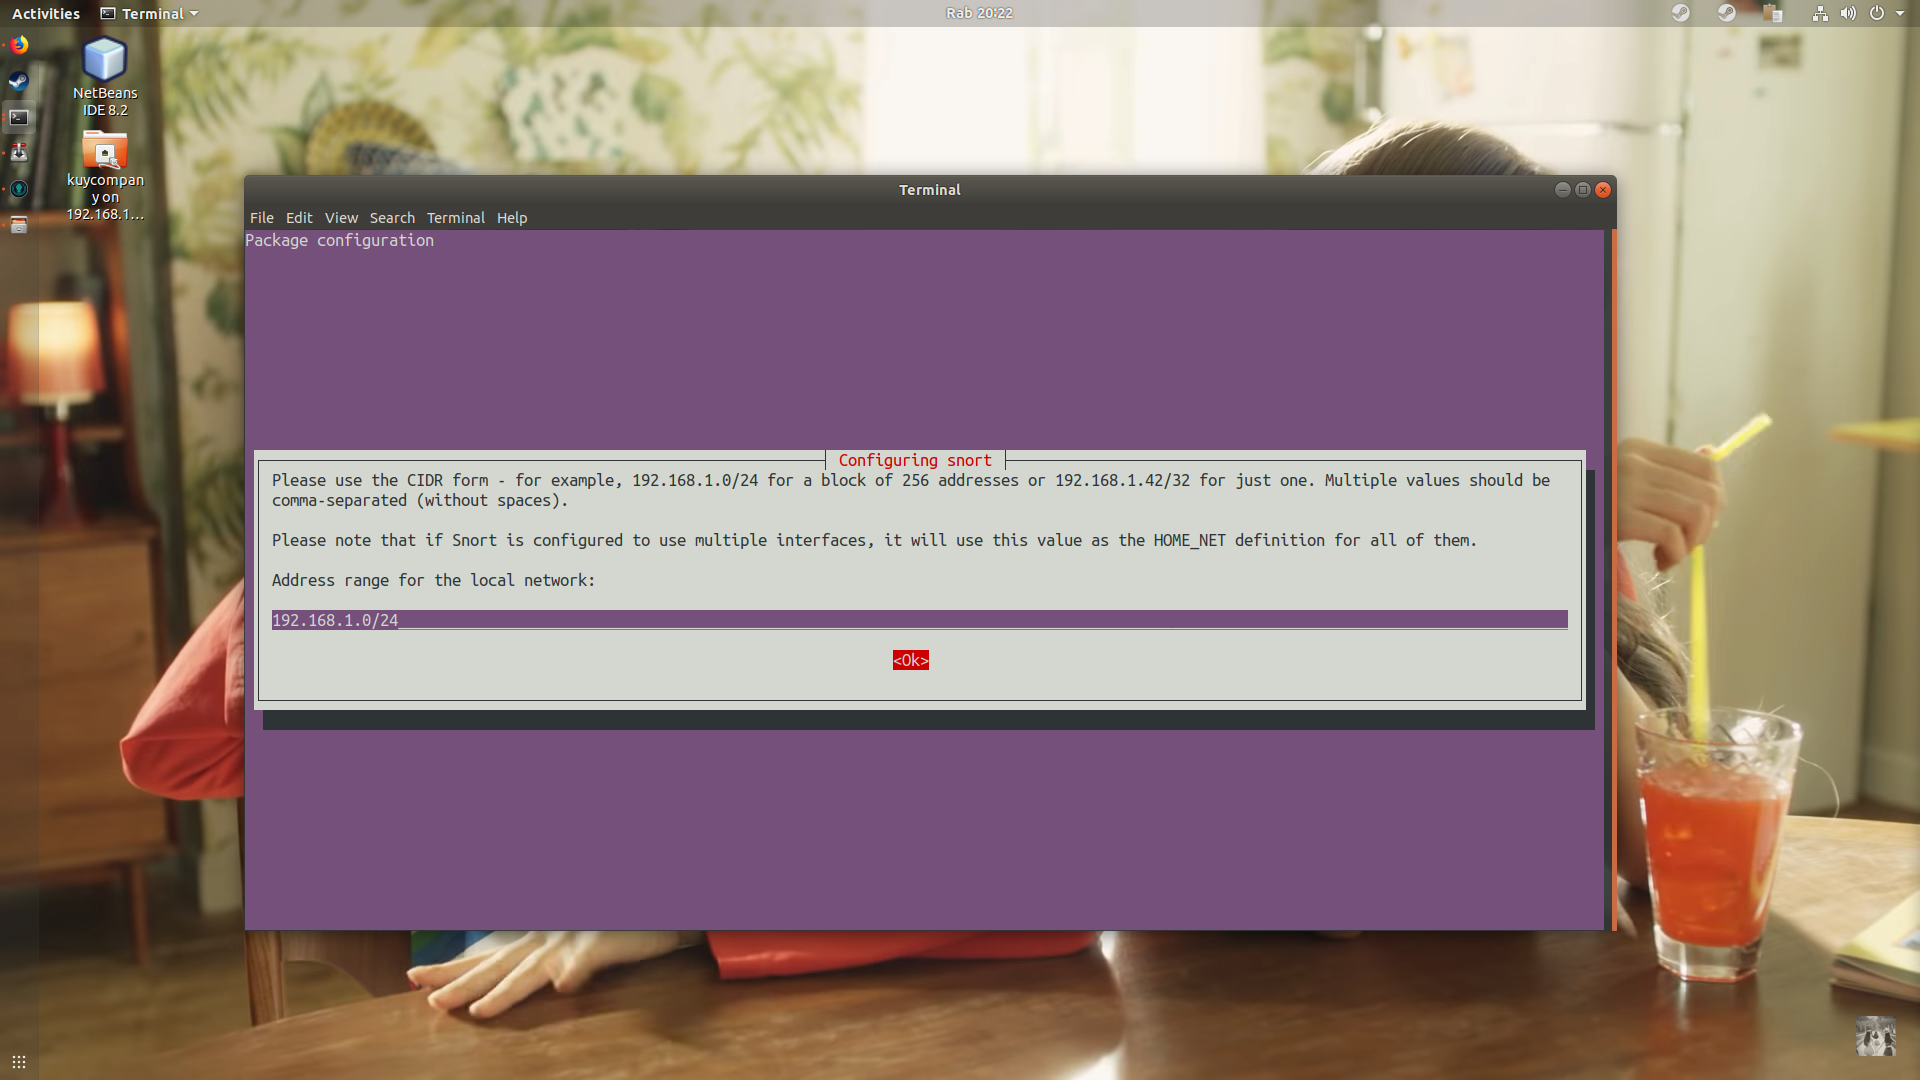 Activities
Terminal
Rab 20:22
NetBeans
IDE 8.2
kuycompan
y on
192.168.1...
Terminal
File Edit View Search Terminal Help
Package configuration
Configuring snort
Please use the CIDR form - for example, 192.168.1.0/24 for a block of 256 addresses or 192.168.1.42/32 for just one. Multiple values should be
comma-separated (without spaces).
Please note that if Snort is configured to use multiple interfaces, it will use this value as the HOME_NET definition for all of them.
Address range for the local network:
192.168.1.0/24
<Ok>